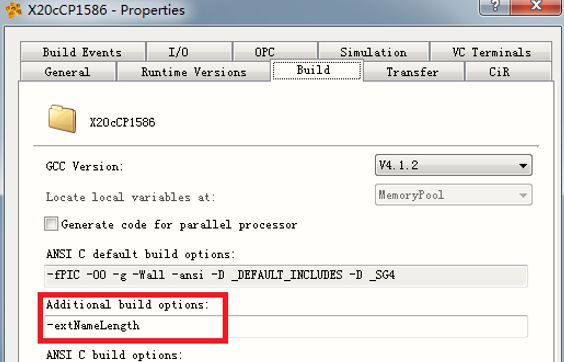 X20cCP1586 - Properties
Build Events I/O OPC Simulation VC Terminals
General Runtime Versions Build Transfer CiR
X20cCP1586
GCC Version: V4.1.2
Locate local variables at: MemoryPool
Generate code for parallel processor
ANSI C default build options:
-fPIC -O0 -g -Wall -ansi -D _DEFAULT_INCLUDES -D _SG4
Additional build options:
-extNameLength
ANSI C build options: